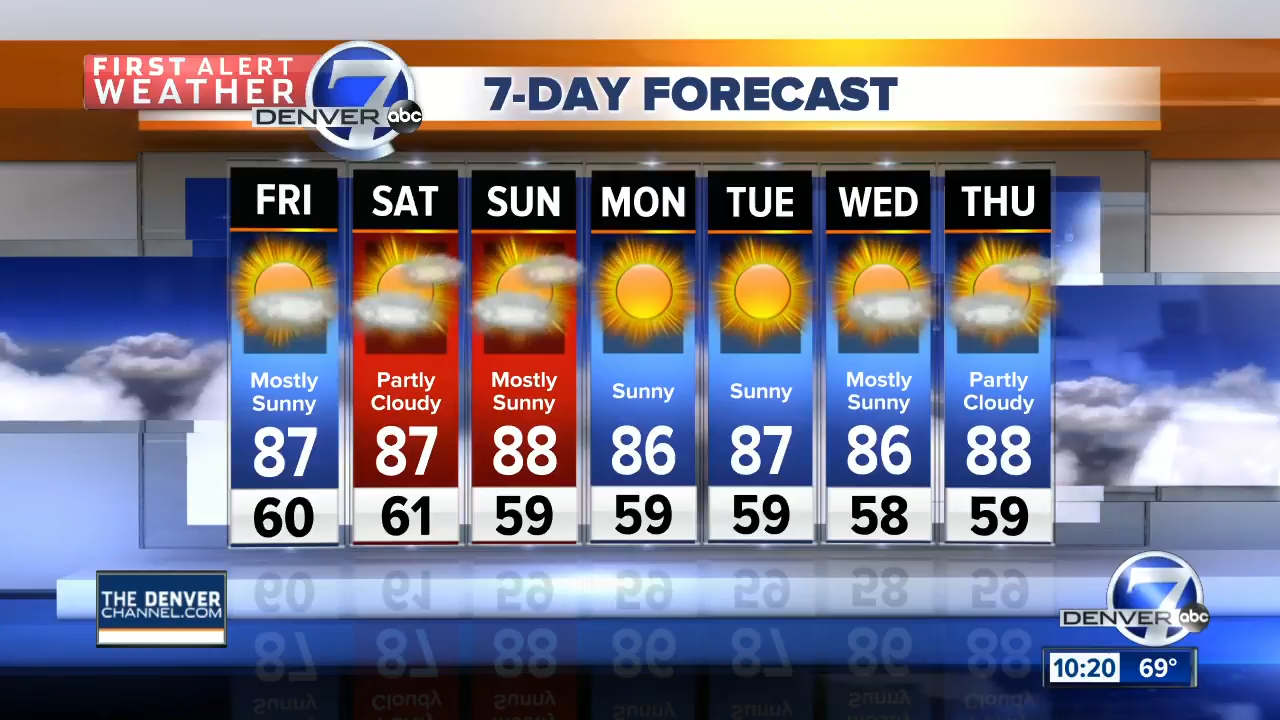 FIRST ALERT
WEATHER
7
DENVER abc
7-DAY FORECAST
FRI SAT SUN MON TUE WED THU
Mostly Sunny Partly Cloudy Mostly Sunny Sunny Sunny Mostly Sunny Partly Cloudy
87 87 88 86 87 86 88
60 61 59 59 59 58 59
THE DENVER
CHANNEL.COM
7
DENVER abc
10:20 69°